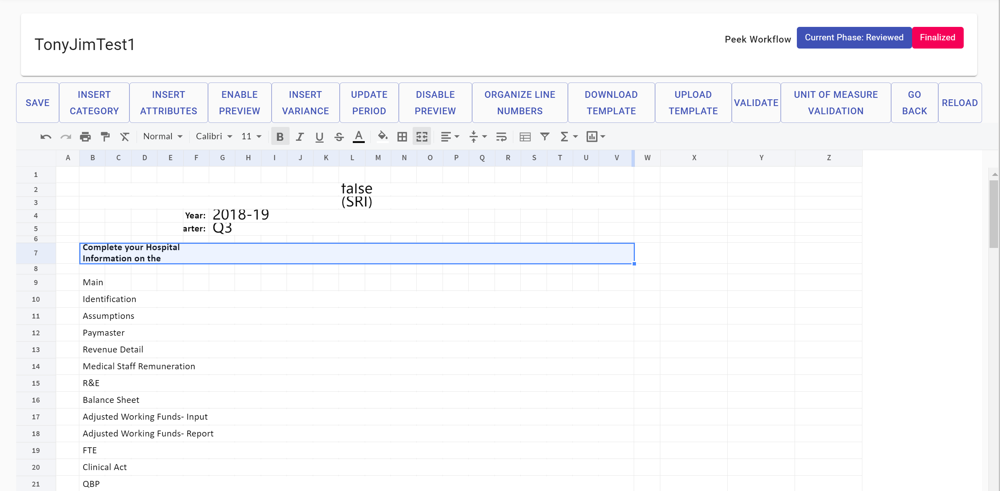 TonyJimTest1
Peek Workflow Current Phase: Reviewed Finalized
SAVE
INSERT CATEGORY
INSERT ATTRIBUTES
ENABLE PREVIEW
INSERT VARIANCE
UPDATE PERIOD
DISABLE PREVIEW
ORGANIZE LINE NUMBERS
DOWNLOAD TEMPLATE
UPLOAD TEMPLATE
VALIDATE
UNIT OF MEASURE VALIDATION
GO BACK
RELOAD
Normal Calibri 11 B I U S A Σ
A B C D E F G H I J K L M N O P Q R S T U V W X Y Z
1
2 false
3 (SRI)
4 Year: 2018-19
5 arter: Q3
6
7 Complete your Hospital
Information on the
8
9 Main
10 Identification
11 Assumptions
12 Paymaster
13 Revenue Detail
14 Medical Staff Remuneration
15 R&E
16 Balance Sheet
17 Adjusted Working Funds- Input
18 Adjusted Working Funds- Report
19 FTE
20 Clinical Act
21 QBP